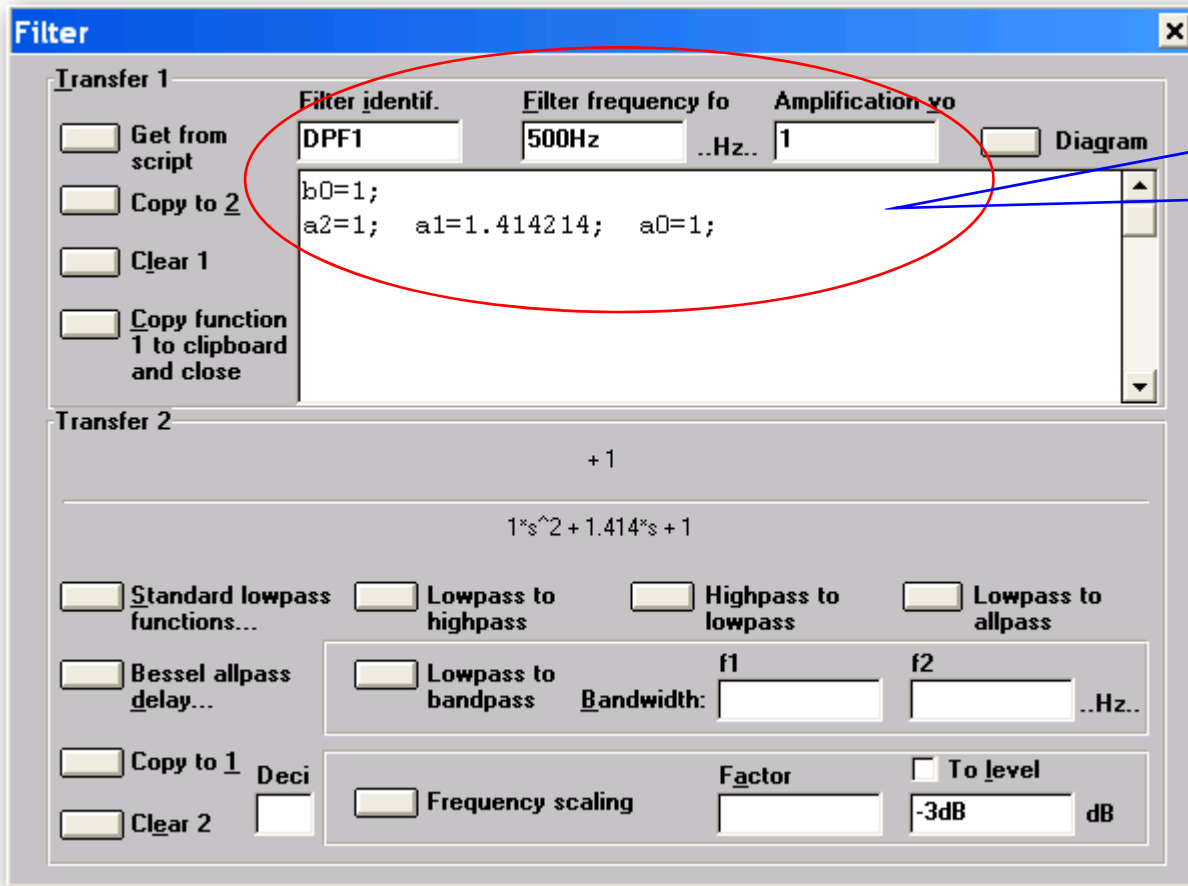 Filter
Transfer 1
Filter identif. Filter frequency fo Amplification vo
Get from script
DPF1 500Hz ..Hz.. 1 Diagram
Copy to 2
b0=1;
a2=1; a1=1.414214; a0=1;
Clear 1
Copy function
1 to clipboard
and close
Transfer 2
+ 1
1*s^2 + 1.414*s + 1
Standard lowpass
functions...
Lowpass to
highpass
Highpass to
lowpass
Lowpass to
allpass
Bessel allpass
delay...
Lowpass to
bandpass
Bandwidth:
f1
f2
..Hz..
Copy to 1
Deci
Clear 2
Frequency scaling
Factor
To level
-3dB dB